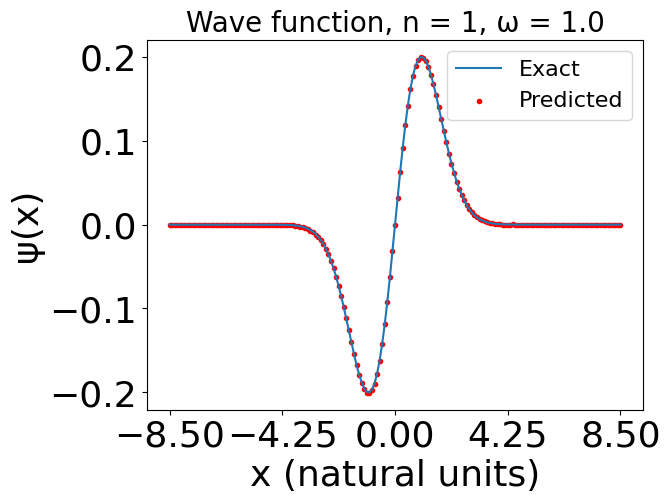 Wave function, n = 1, ω = 1.0
Exact
Predicted
0.2
0.1
0.0
−0.1
−0.2
ψ(x)
−8.50 −4.25 0.00 4.25 8.50
x (natural units)